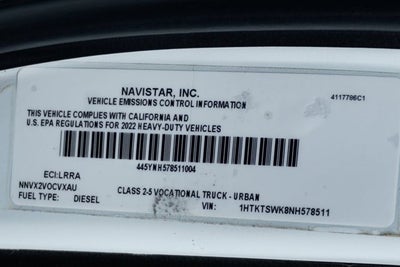 NAVISTAR, INC.
VEHICLE EMISSIONS CONTROL INFORMATION
4117786C1
THIS VEHICLE COMPLIES WITH CALIFORNIA AND
U.S. EPA REGULATIONS FOR 2022 HEAVY-DUTY VEHICLES
445YNH578511004
ECI:LRRA
NNVX2VOCVXAU
FUEL TYPE: DIESEL
CLASS 2-5 VOCATIONAL TRUCK - URBAN
VIN: 1HTKTSWK8NH578511